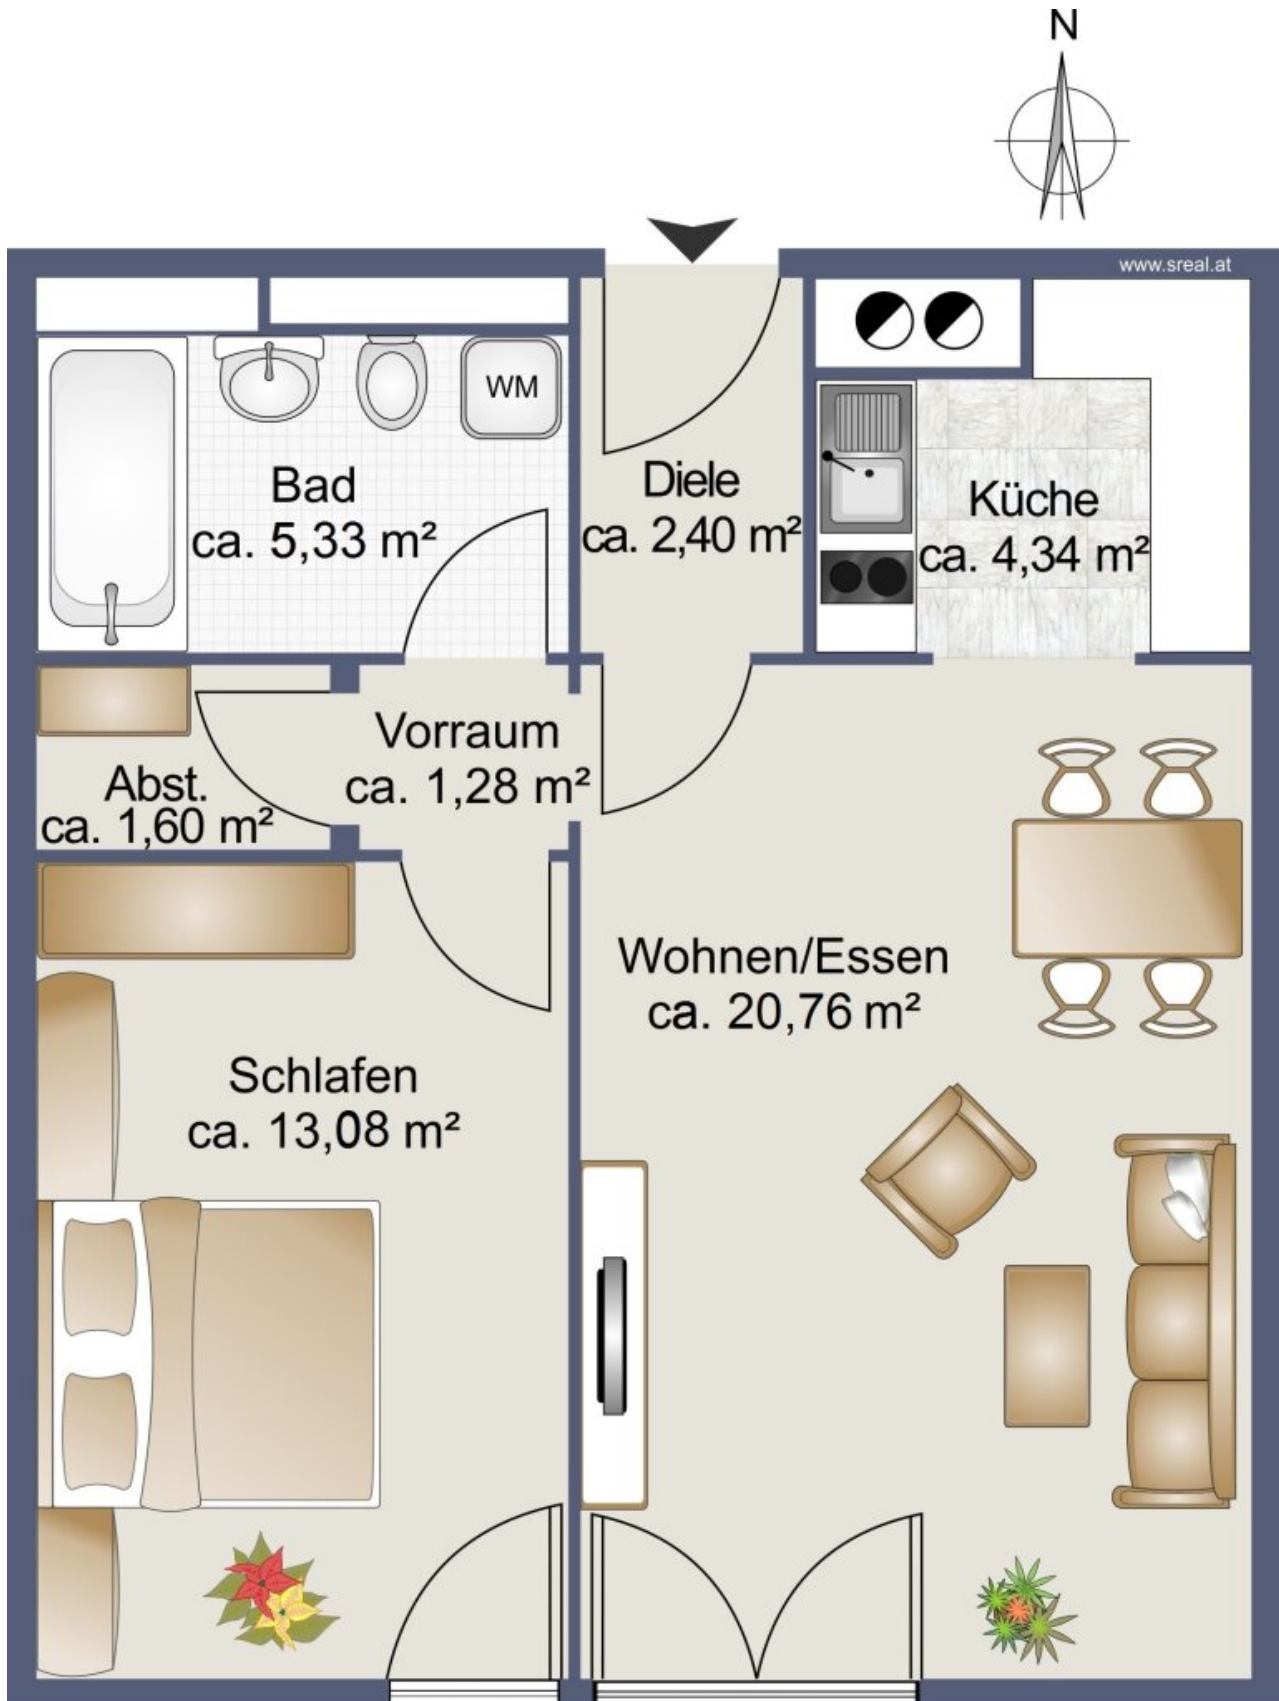 N
www.sreal.at
WM
Bad
ca. 5,33 m²
Diele
ca. 2,40 m²
Küche
ca. 4,34 m²
Vorraum
ca. 1,28 m²
Abst.
ca. 1,60 m²
Wohnen/Essen
ca. 20,76 m²
Schlafen
ca. 13,08 m²